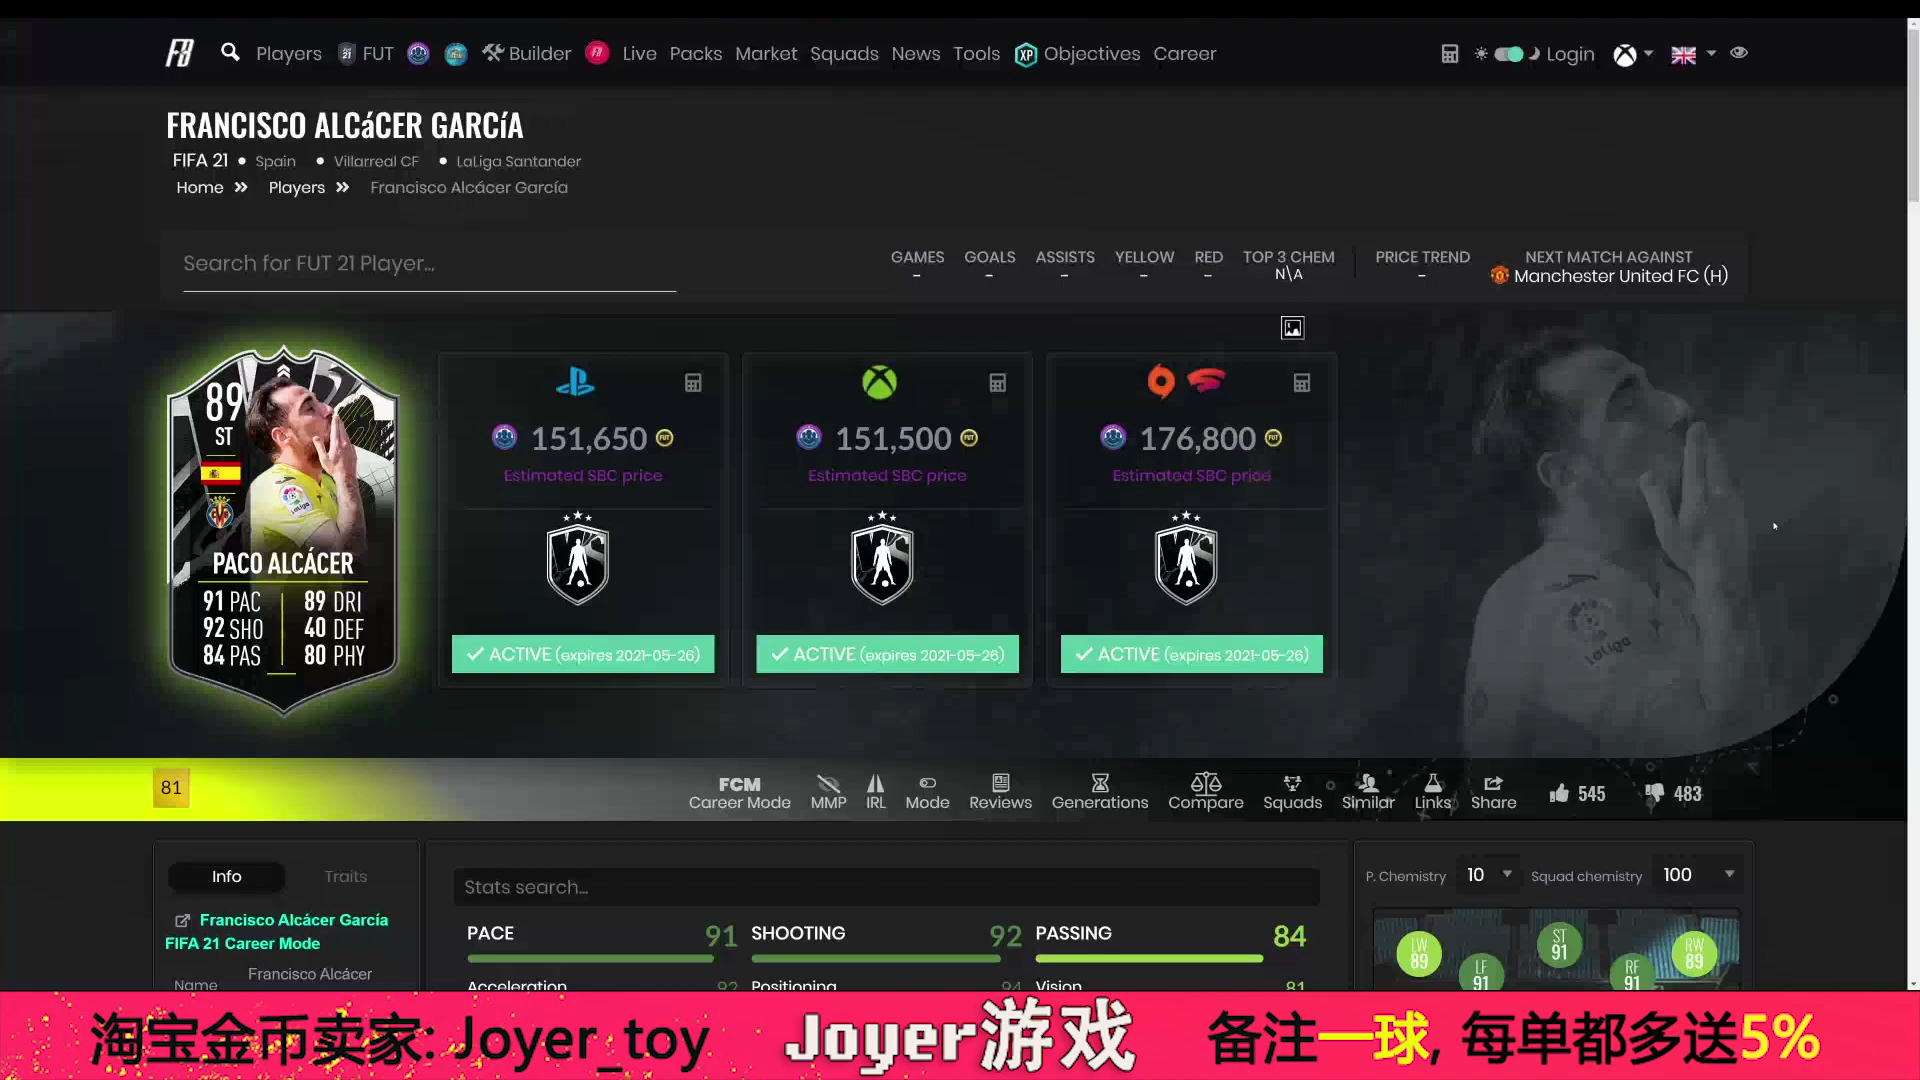 Players FUT Builder Live Packs Market Squads News Tools XP Objectives Career Login
FRANCISCO ALCáCER GARCíA
FIFA 21 • Spain • Villarreal CF • LaLiga Santander
Home » Players » Francisco Alcácer García
Search for FUT 21 Player...
GAMES GOALS ASSISTS YELLOW RED TOP 3 CHEM PRICE TREND NEXT MATCH AGAINST
- - - - - N\A - Manchester United FC (H)
89
ST
PACO ALCÁCER
91 PAC 89 DRI
92 SHO 40 DEF
84 PAS 80 PHY
151,650
Estimated SBC price
ACTIVE (expires 2021-05-26)
151,500
Estimated SBC price
ACTIVE (expires 2021-05-26)
176,800
Estimated SBC price
ACTIVE (expires 2021-05-26)
81
FCM
Career Mode MMP IRL Mode Reviews Generations Compare Squads Similar Links Share 545 483
Info Traits
Francisco Alcácer García
FIFA 21 Career Mode
Name Francisco Alcácer
Stats search...
PACE 91 SHOOTING 92 PASSING 84
Acceleration 92 Positioning 94 Vision 81
P. Chemistry 10 Squad chemistry 100
LW
89
LF
91
ST
91
RF
91
RW
89
淘宝金币卖家: Joyer_toy Joyer游戏 备注一球, 每单都多送5%